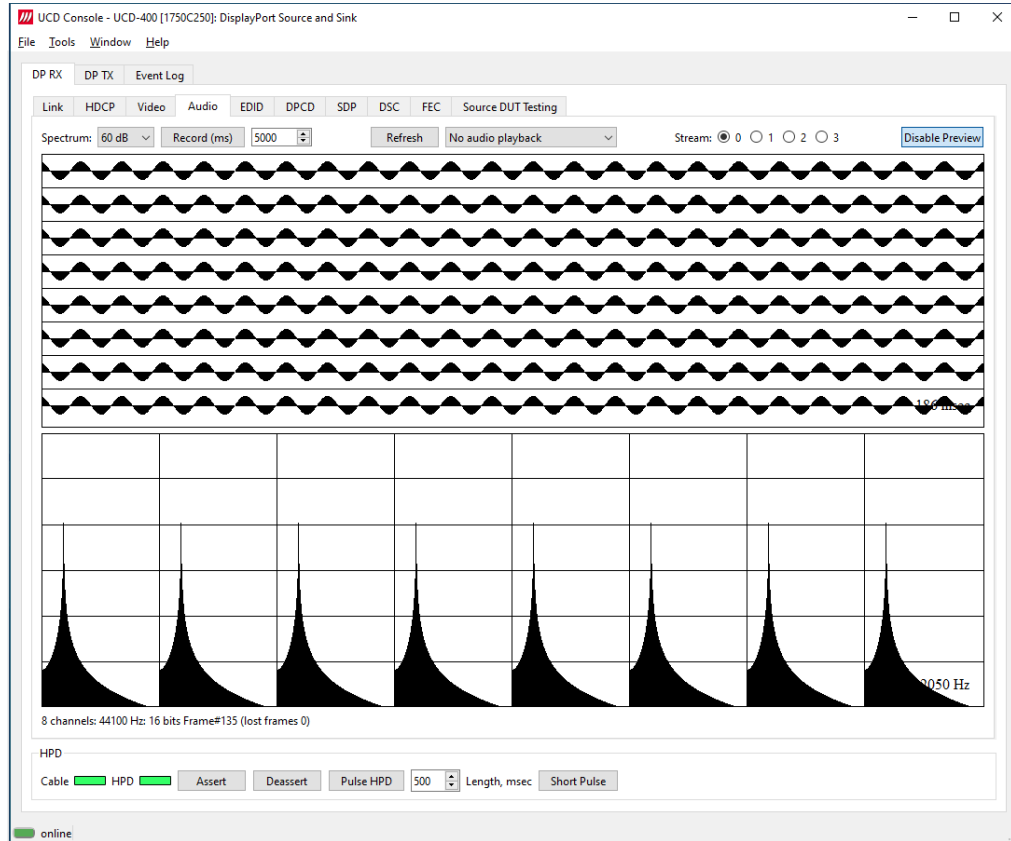 UCD Console - UCD-400 [1750C250]: DisplayPort Source and Sink
File Tools Window Help
DP RX DP TX Event Log
Link HDCP Video Audio EDID DPCD SDP DSC FEC Source DUT Testing
Spectrum: 60 dB Record (ms) 5000 Refresh No audio playback Stream: 0 1 2 3 Disable Preview
186 msec
Hz
8 channels: 44100 Hz: 16 bits Frame#135 (lost frames 0)
HPD
Cable HPD Assert Deassert Pulse HPD 500 Length, msec Short Pulse
online